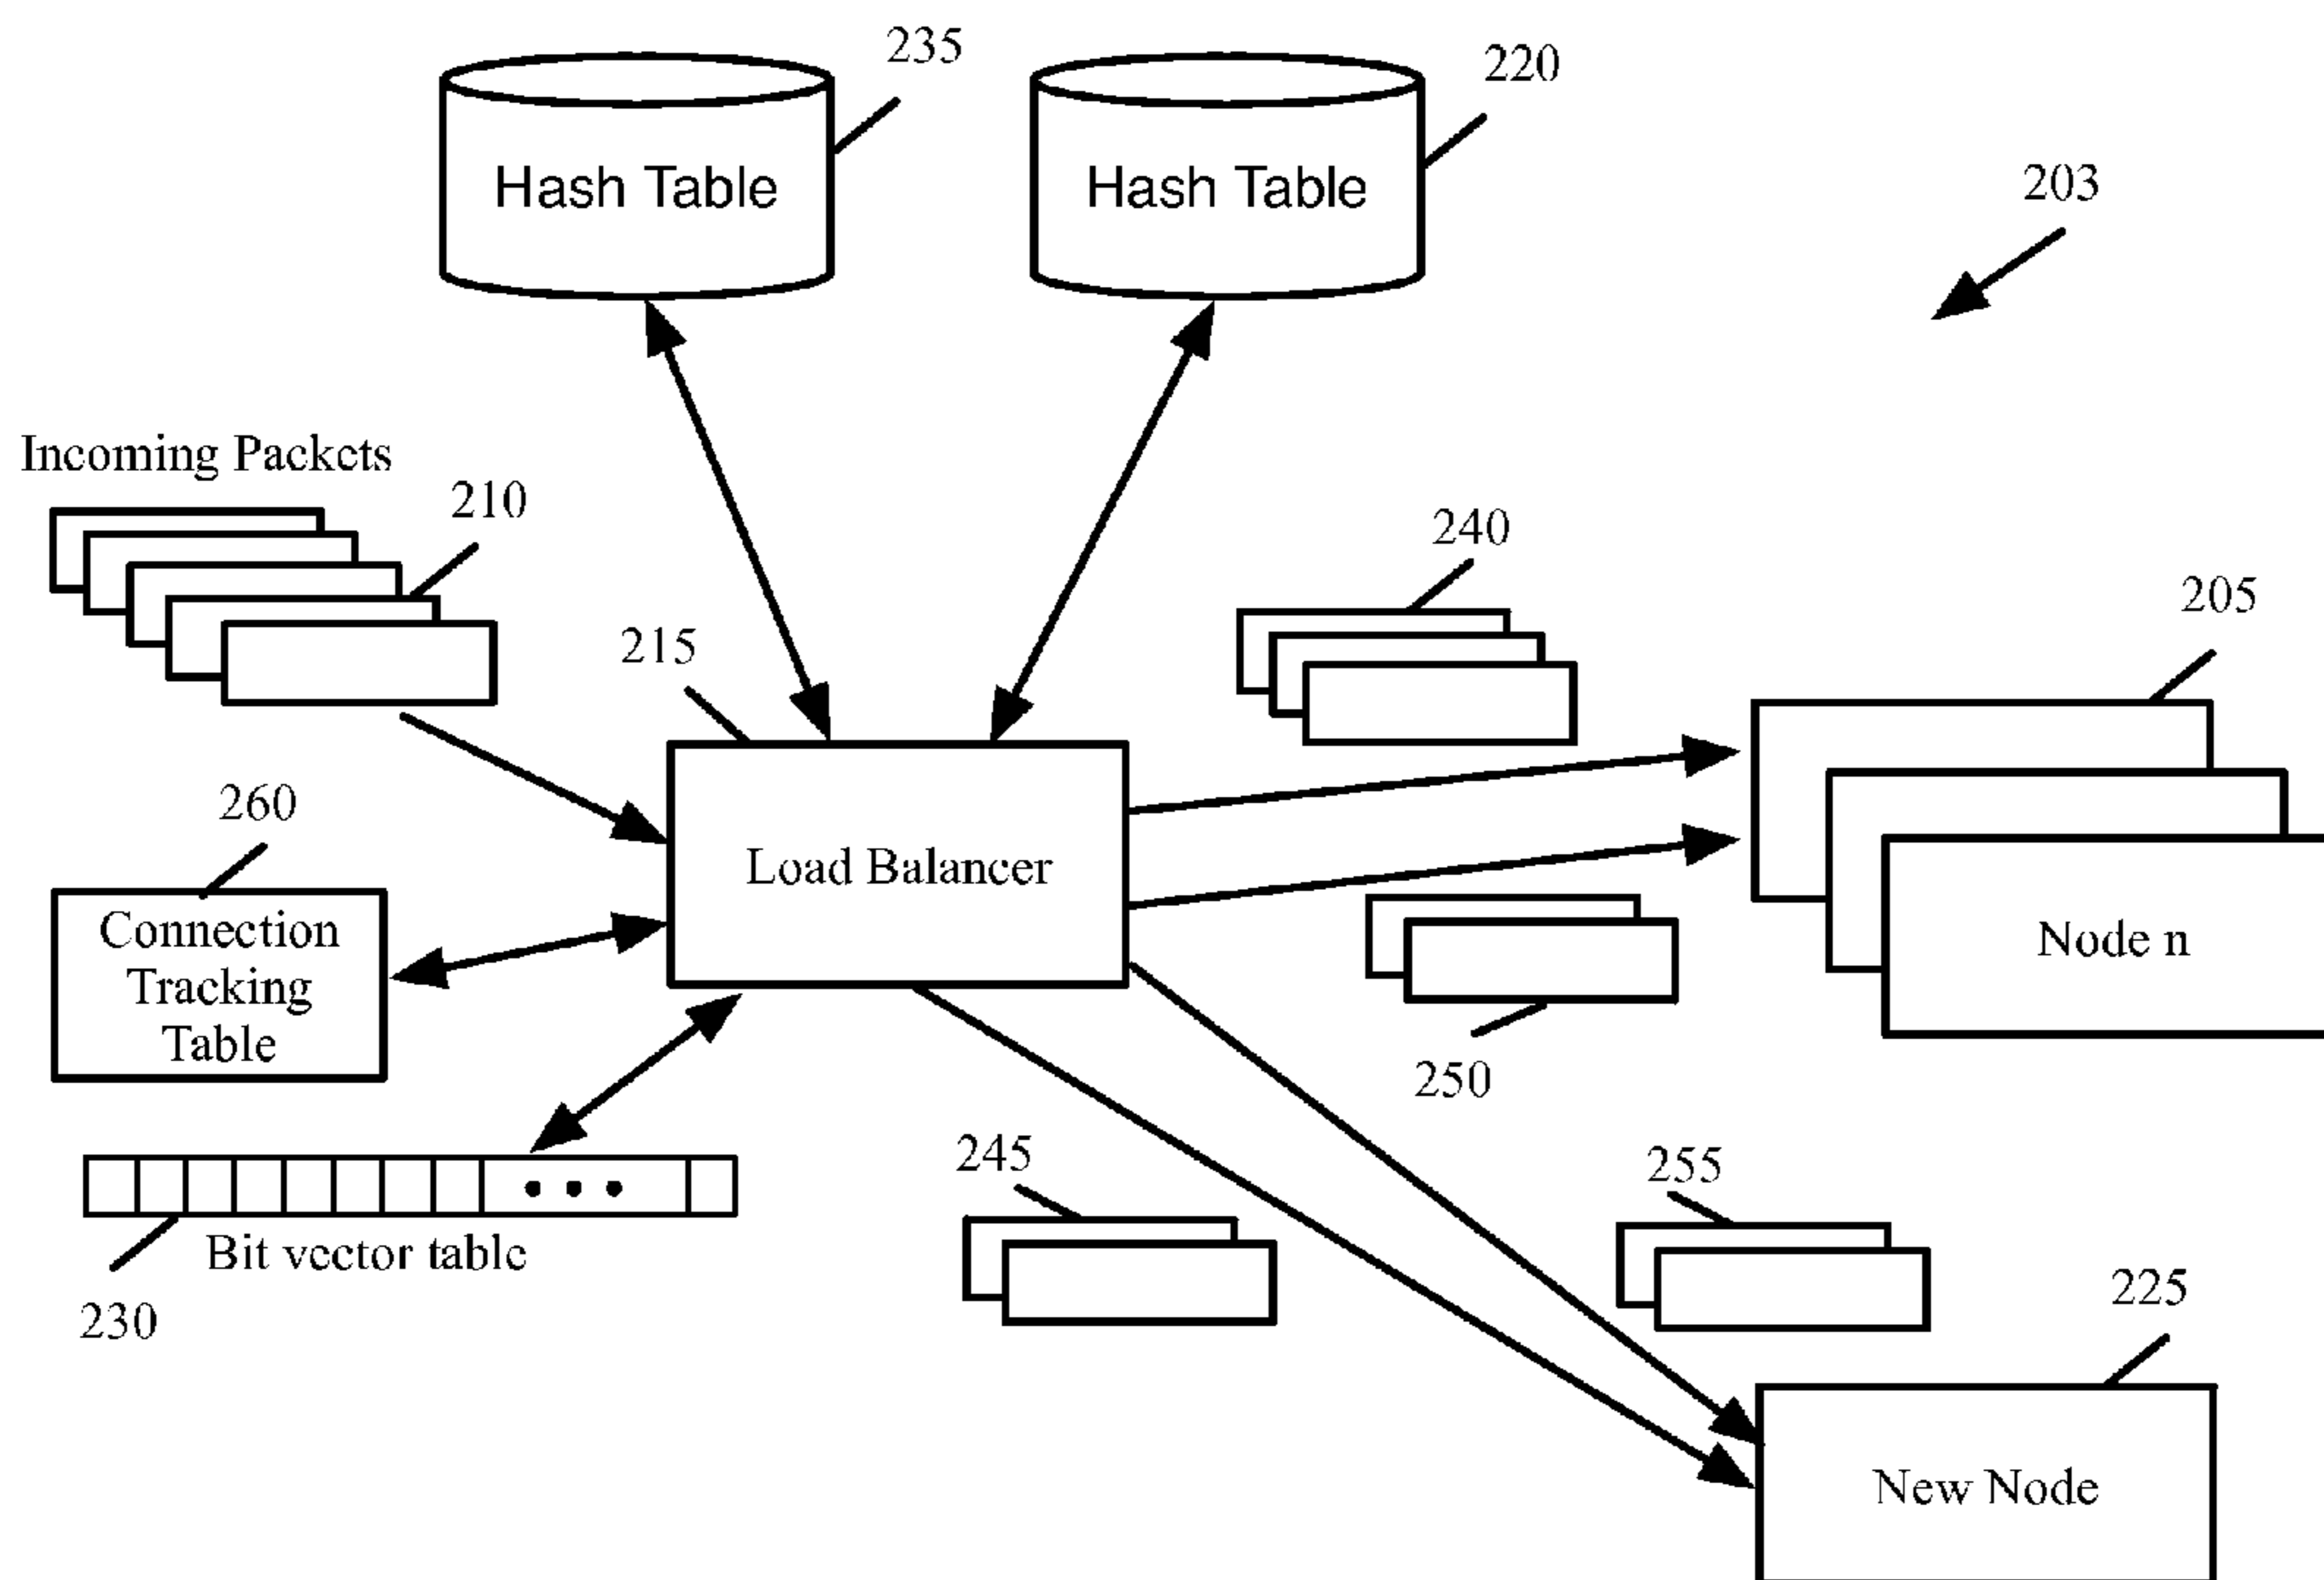 235
220
Hash Table
Hash Table
203
Incoming Packets
210
240
205
215
260
Load Balancer
Connection
Tracking
Table
Node n
250
245
255
Bit vector table
230
225
New Node